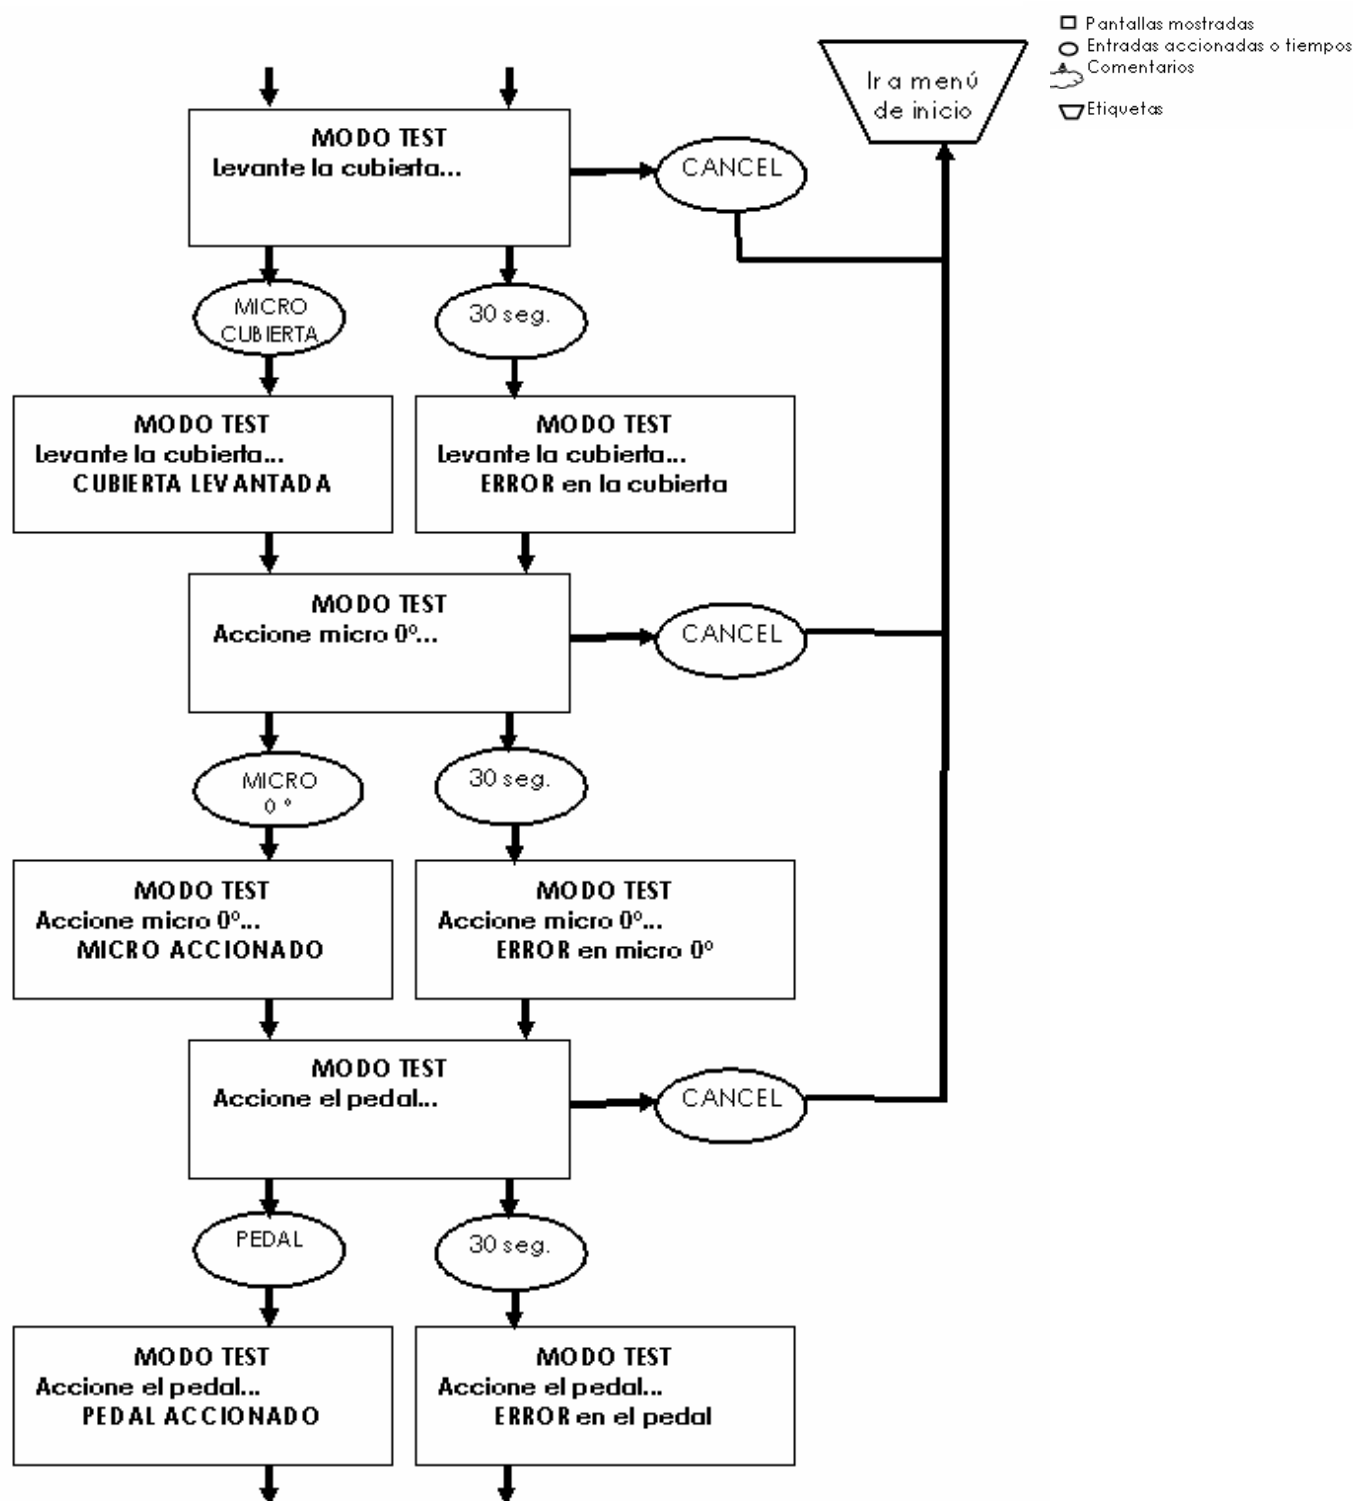 Pantallas mostradas
Entradas accionadas o tiempos
Comentarios
Etiquetas
Ir a menú
de inicio
MODO TEST
Levante la cubierta...
CANCEL
MICRO
CUBIERTA
30 seg.
MODO TEST
Levante la cubierta...
CUBIERTA LEVANTADA
MODO TEST
Levante la cubierta...
ERROR en la cubierta
MODO TEST
Accione micro 0º...
CANCEL
MICRO
0 º
30 seg.
MODO TEST
Accione micro 0º...
MICRO ACCIONADO
MODO TEST
Accione micro 0º...
ERROR en micro 0º
MODO TEST
Accione el pedal...
CANCEL
PEDAL
30 seg.
MODO TEST
Accione el pedal...
PEDAL ACCIONADO
MODO TEST
Accione el pedal...
ERROR en el pedal